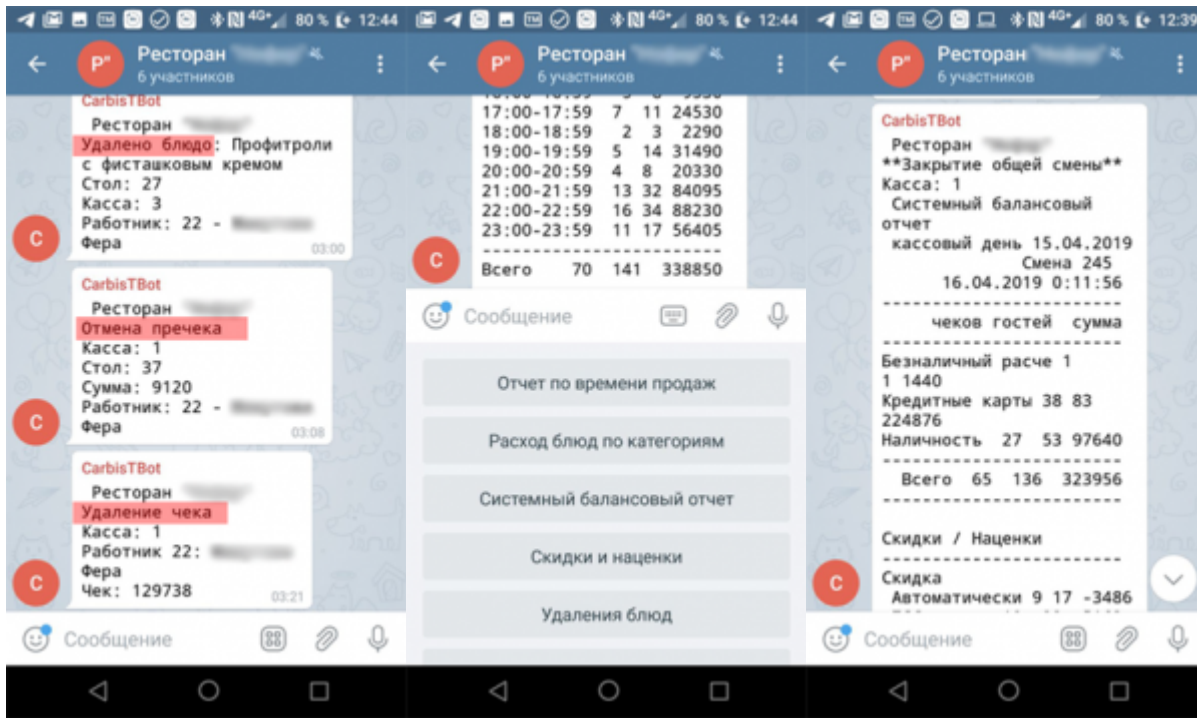 80 % 12:44
Ресторан
6 участников
CarbisTBot
Ресторан
Удалено блюдо: Профитроли
с фисташковым кремом
Стол: 27
Касса: 3
Работник: 22 -
Фера
03:00
CarbisTBot
Ресторан
Отмена пречека
Касса: 1
Стол: 37
Сумма: 9120
Работник: 22 -
Фера
03:08
CarbisTBot
Ресторан
Удаление чека
Касса: 1
Работник 22:
Фера
Чек: 129738
03:21
Сообщение
4G+ 80 % 12:44
Ресторан
6 участников
17:00-17:59 7 11 24530
18:00-18:59 2 3 2290
19:00-19:59 5 14 31490
20:00-20:59 4 8 20330
21:00-21:59 13 32 84095
22:00-22:59 16 34 88230
23:00-23:59 11 17 56405
Всего 70 141 338850
Сообщение
Отчет по времени продаж
Расход блюд по категориям
Системный балансовый отчет
Скидки и наценки
Удаления блюд
4G+ 80 % 12:39
Ресторан
6 участников
CarbisTBot
Ресторан
**Закрытие общей смены**
Касса: 1
Системный балансовый
отчет
кассовый день 15.04.2019
Смена 245
16.04.2019 0:11:56
чеков гостей сумма
Безналичный расче 1
1 1440
Кредитные карты 38 83
224876
Наличность 27 53 97640
Всего 65 136 323956
Скидки / Наценки
Скидка
Автоматически 9 17 -3486
Сообщение